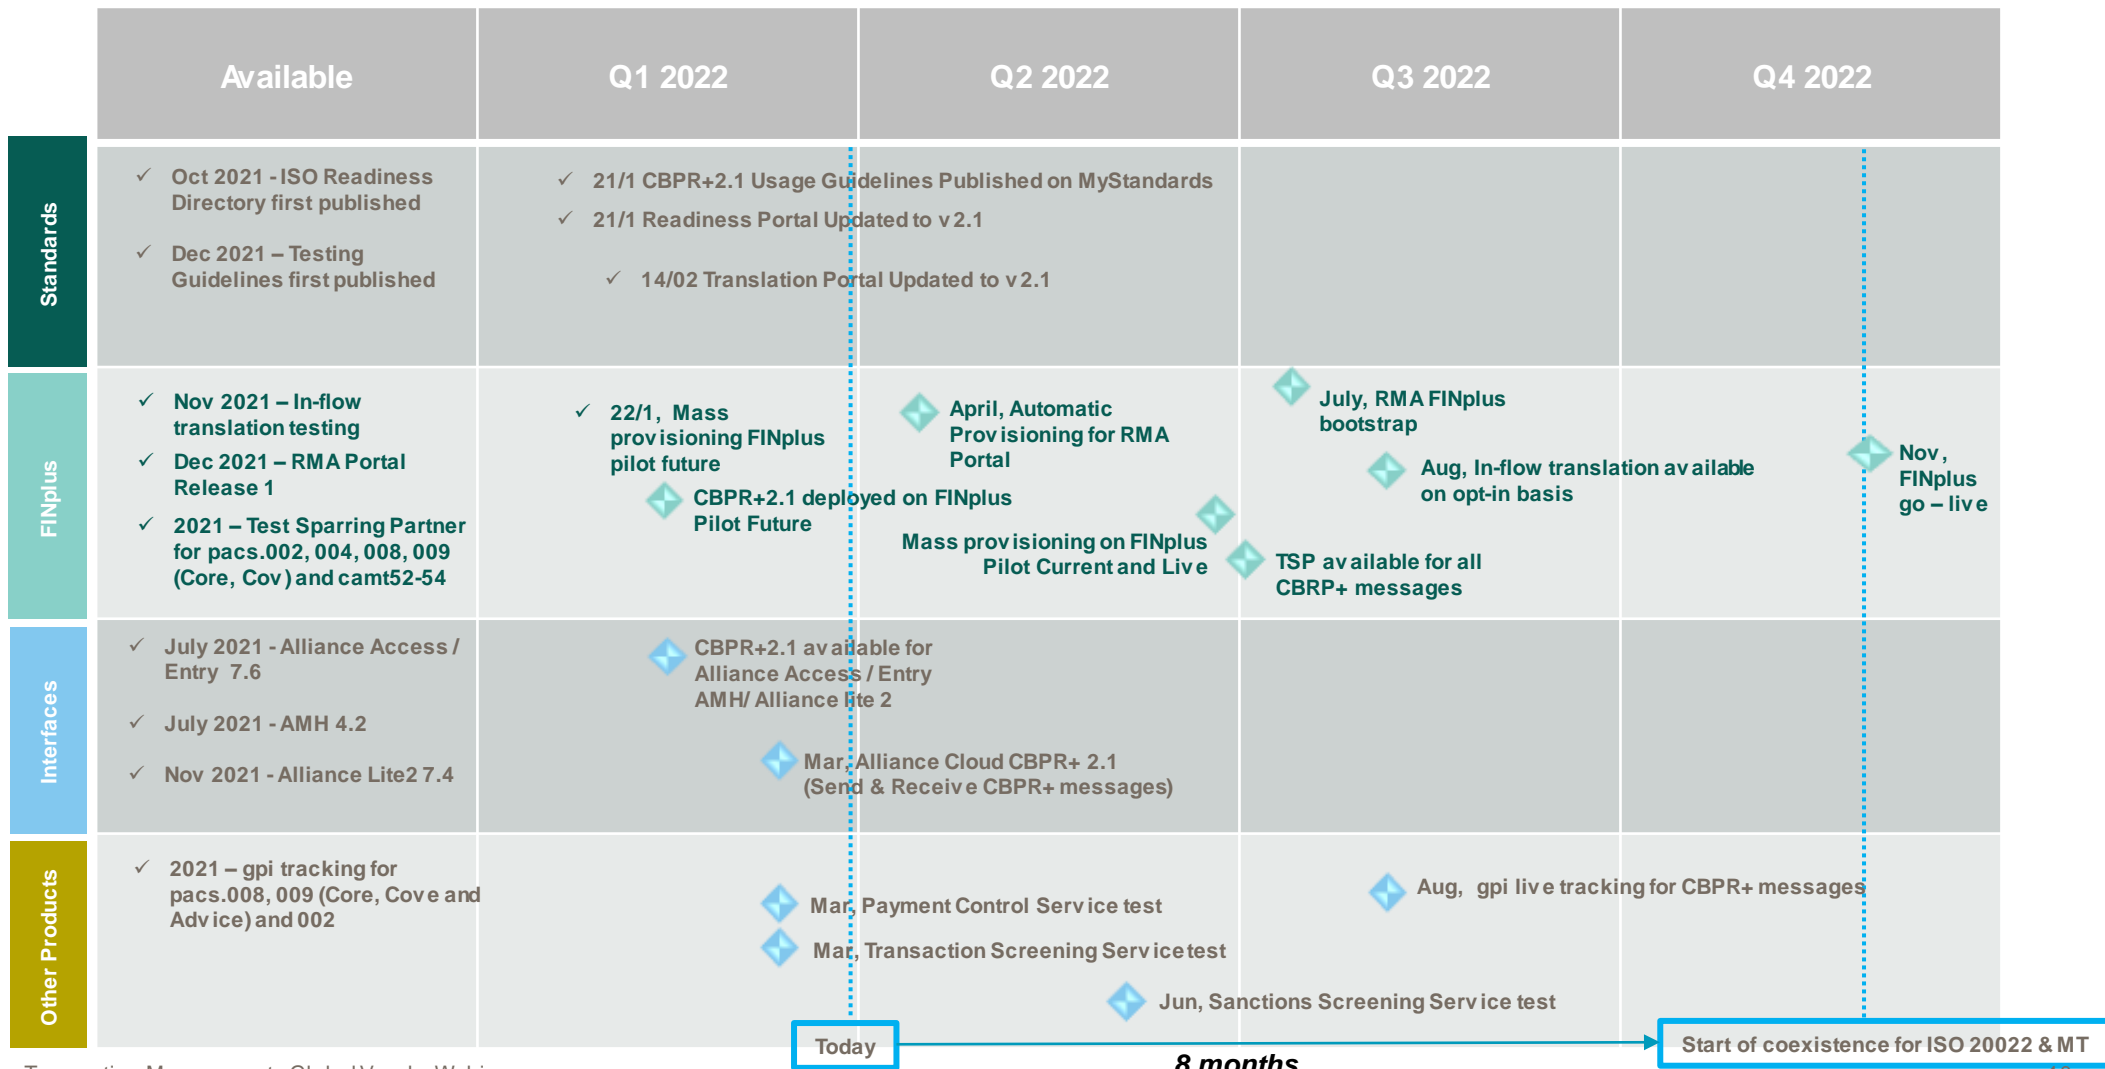 Available
Q1 2022
Q2 2022
Q3 2022
Q4 2022
Standards
✓ Oct 2021 - ISO Readiness
Directory first published
✓ Dec 2021 – Testing
Guidelines first published
✓ 21/1 CBPR+2.1 Usage Guidelines Published on MyStandards
✓ 21/1 Readiness Portal Updated to v 2.1
✓ 14/02 Translation Portal Updated to v 2.1
FINplus
✓ Nov 2021 – In-flow
translation testing
✓ Dec 2021 – RMA Portal
Release 1
✓ 2021 – Test Sparring Partner
for pacs.002, 004, 008, 009
(Core, Cov) and camt52-54
✓ 22/1, Mass
provisioning FINplus
pilot future
CBPR+2.1 deployed on FINplus
Pilot Future
April, Automatic
Provisioning for RMA
Portal
Mass provisioning on FINplus
Pilot Current and Live
July, RMA FINplus
bootstrap
Aug, In-flow translation available
on opt-in basis
TSP available for all
CBRP+ messages
Nov,
FINplus
go – live
Interfaces
✓ July 2021 - Alliance Access /
Entry 7.6
✓ July 2021 - AMH 4.2
✓ Nov 2021 - Alliance Lite2 7.4
CBPR+2.1 available for
Alliance Access / Entry
AMH/ Alliance lite 2
Mar, Alliance Cloud CBPR+ 2.1
(Send & Receive CBPR+ messages)
Other Products
✓ 2021 – gpi tracking for
pacs.008, 009 (Core, Cove and
Advice) and 002
Mar, Payment Control Service test
Mar, Transaction Screening Service test
Jun, Sanctions Screening Service test
Aug, gpi live tracking for CBPR+ messages
Today
8 months
Start of coexistence for ISO 20022 & MT